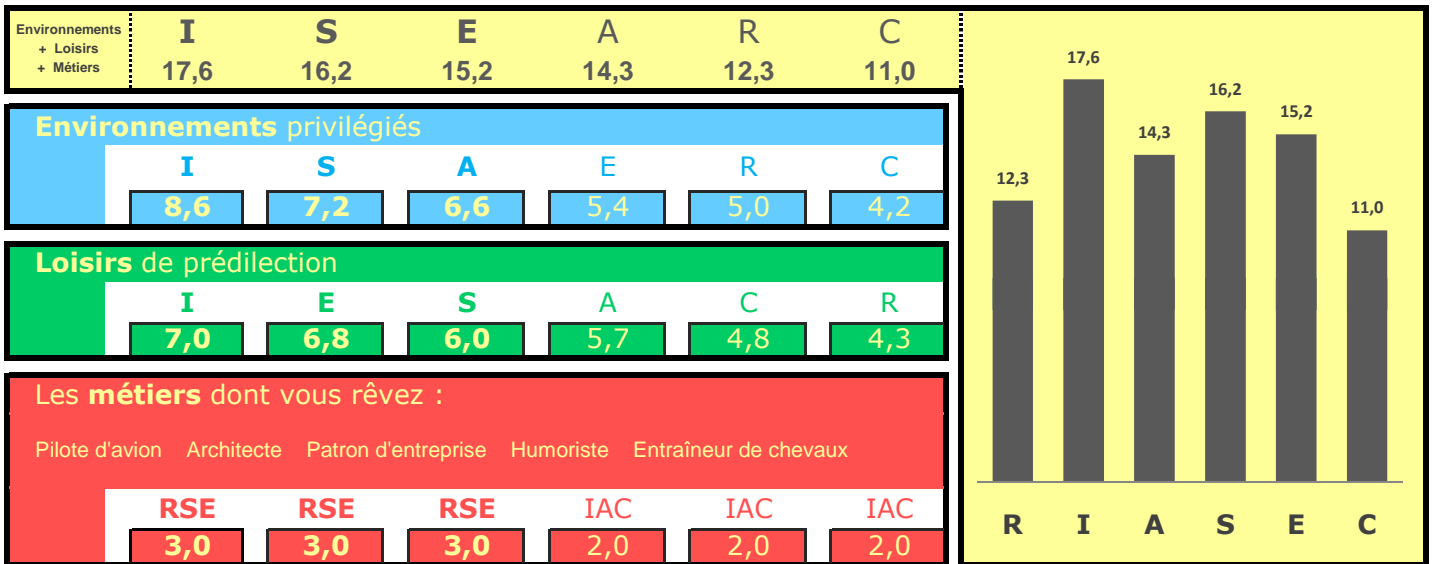 Environnements
+ Loisirs
+ Métiers
I S E A R C
17,6 16,2 15,2 14,3 12,3 11,0
Environnements privilégiés
I S A E R C
8,6 7,2 6,6 5,4 5,0 4,2
Loisirs de prédilection
I E S A C R
7,0 6,8 6,0 5,7 4,8 4,3
Les métiers dont vous rêvez :
Pilote d'avion Architecte Patron d'entreprise Humoriste Entraîneur de chevaux
RSE RSE RSE IAC IAC IAC
3,0 3,0 3,0 2,0 2,0 2,0
12,3 17,6 14,3 16,2 15,2 11,0
R I A S E C